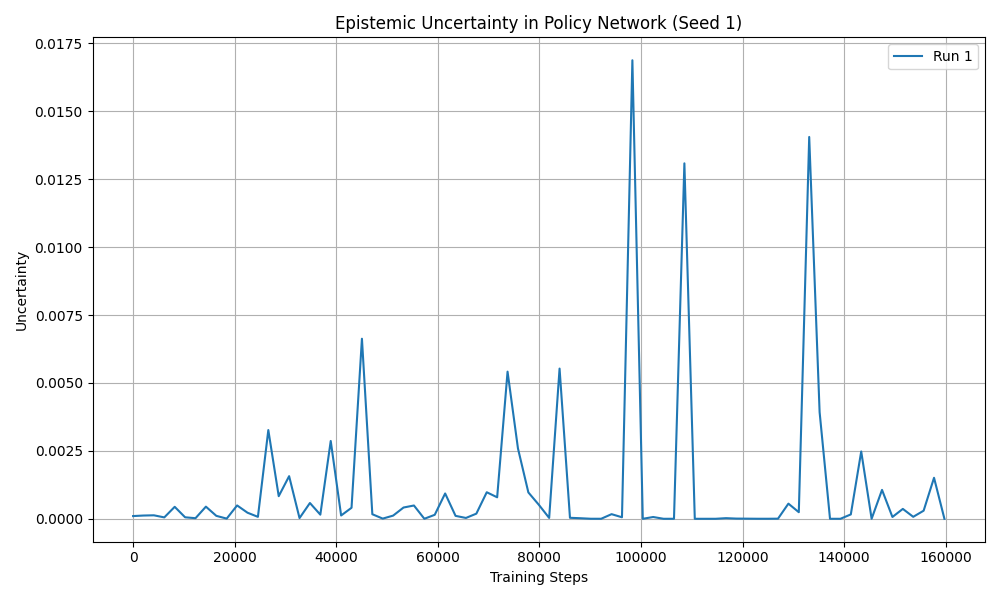 Epistemic Uncertainty in Policy Network (Seed 1)
Run 1
0.0175
0.0150
0.0125
0.0100
0.0075
0.0050
0.0025
0.0000
Uncertainty
0 20000 40000 60000 80000 100000 120000 140000 160000
Training Steps